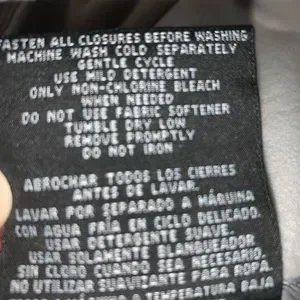 FASTEN ALL CLOSURES BEFORE WASHING
MACHINE WASH COLD SEPARATELY
GENTLE CYCLE
USE MILD DETERGENT
ONLY NON-CHLORINE BLEACH
WHEN NEEDED
DO NOT USE FABRIC SOFTENER
TUMBLE DRY LOW
REMOVE PROMPTLY
DO NOT IRON
ABROCHAR TODOS LOS CIERRES
ANTES DE LAVAR.
LAVAR POR SEPARADO A MÁQUINA
CON AGUA FRÍA EN CICLO DELICADO.
USAR DETERGENTE SUAVE.
USAR SOLAMENTE BLANQUEADOR
SIN CLORO CUANDO SEA NECESARIO.
NO UTILIZAR SUAVIZANTE PARA ROPA.
A MÁQUINA A TEMPERATURA BAJA